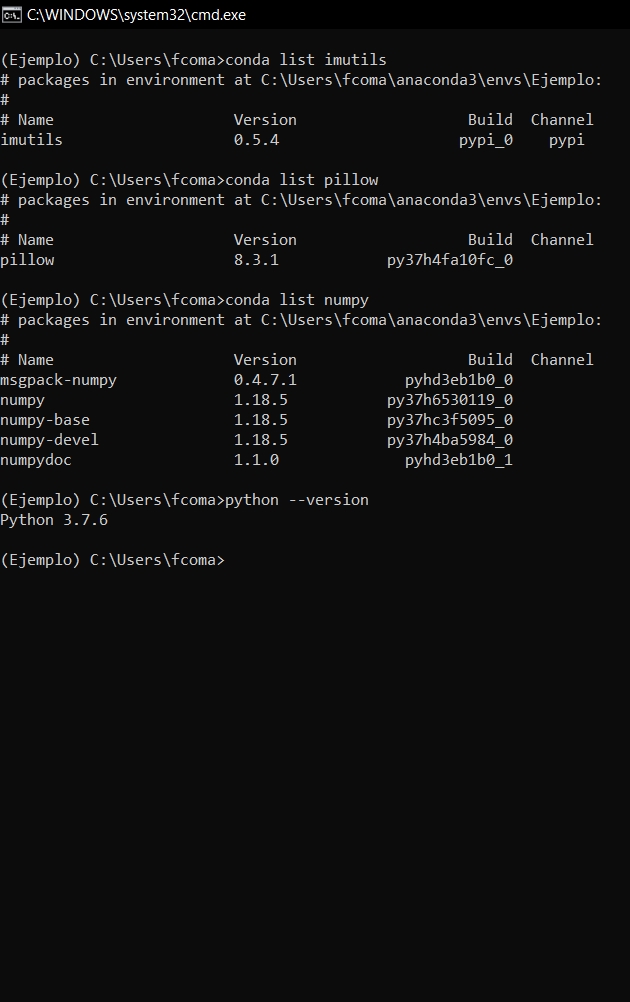 C:\WINDOWS\system32\cmd.exe
(Ejemplo) C:\Users\fcoma>conda list imutils
# packages in environment at C:\Users\fcoma\anaconda3\envs\Ejemplo:
#
# Name                    Version                   Build  Channel
imutils                   0.5.4                    pypi_0    pypi
(Ejemplo) C:\Users\fcoma>conda list pillow
# packages in environment at C:\Users\fcoma\anaconda3\envs\Ejemplo:
#
# Name                    Version                   Build  Channel
pillow                    8.3.1            py37h4fa10fc_0
(Ejemplo) C:\Users\fcoma>conda list numpy
# packages in environment at C:\Users\fcoma\anaconda3\envs\Ejemplo:
#
# Name                    Version                   Build  Channel
msgpack-numpy             0.4.7.1            pyhd3eb1b0_0
numpy                     1.18.5           py37h6530119_0
numpy-base                1.18.5           py37hc3f5095_0
numpy-devel               1.18.5           py37h4ba5984_0
numpydoc                  1.1.0              pyhd3eb1b0_1
(Ejemplo) C:\Users\fcoma>python --version
Python 3.7.6
(Ejemplo) C:\Users\fcoma>